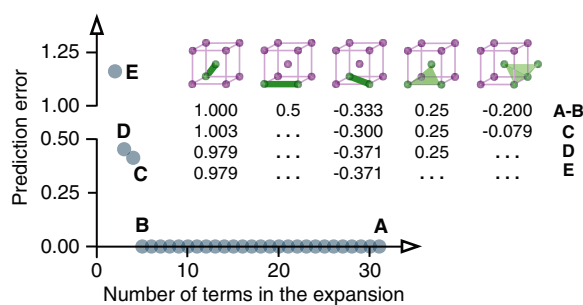 1.25
1.00
0.50
0.25
0.00
Prediction error
E
D
C
B
A
0 10 20 30
Number of terms in the expansion
1.000 0.5 -0.333 0.25 -0.200 A-B
1.003 ... -0.300 0.25 -0.079 C
0.979 ... -0.371 0.25 ... D
0.979 ... -0.371 ... ... E